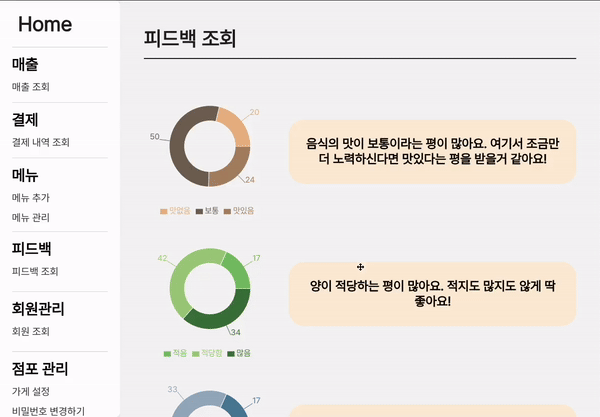 Home
매출
매출 조회
결제
결제 내역 조회
메뉴
메뉴 추가
메뉴 관리
피드백
피드백 조회
회원관리
회원 조회
점포 관리
가게 설정
비밀번호 변경하기
피드백 조회
20
50
24
맛없음 보통 맛있음
음식의 맛이 보통이라는 평이 많아요. 여기서 조금만
더 노력하신다면 맛있다는 평을 받을거 같아요!
42
17
34
적음 적당함 많음
양이 적당하는 평이 많아요. 적지도 많지도 않게 딱
좋아요!
33
17